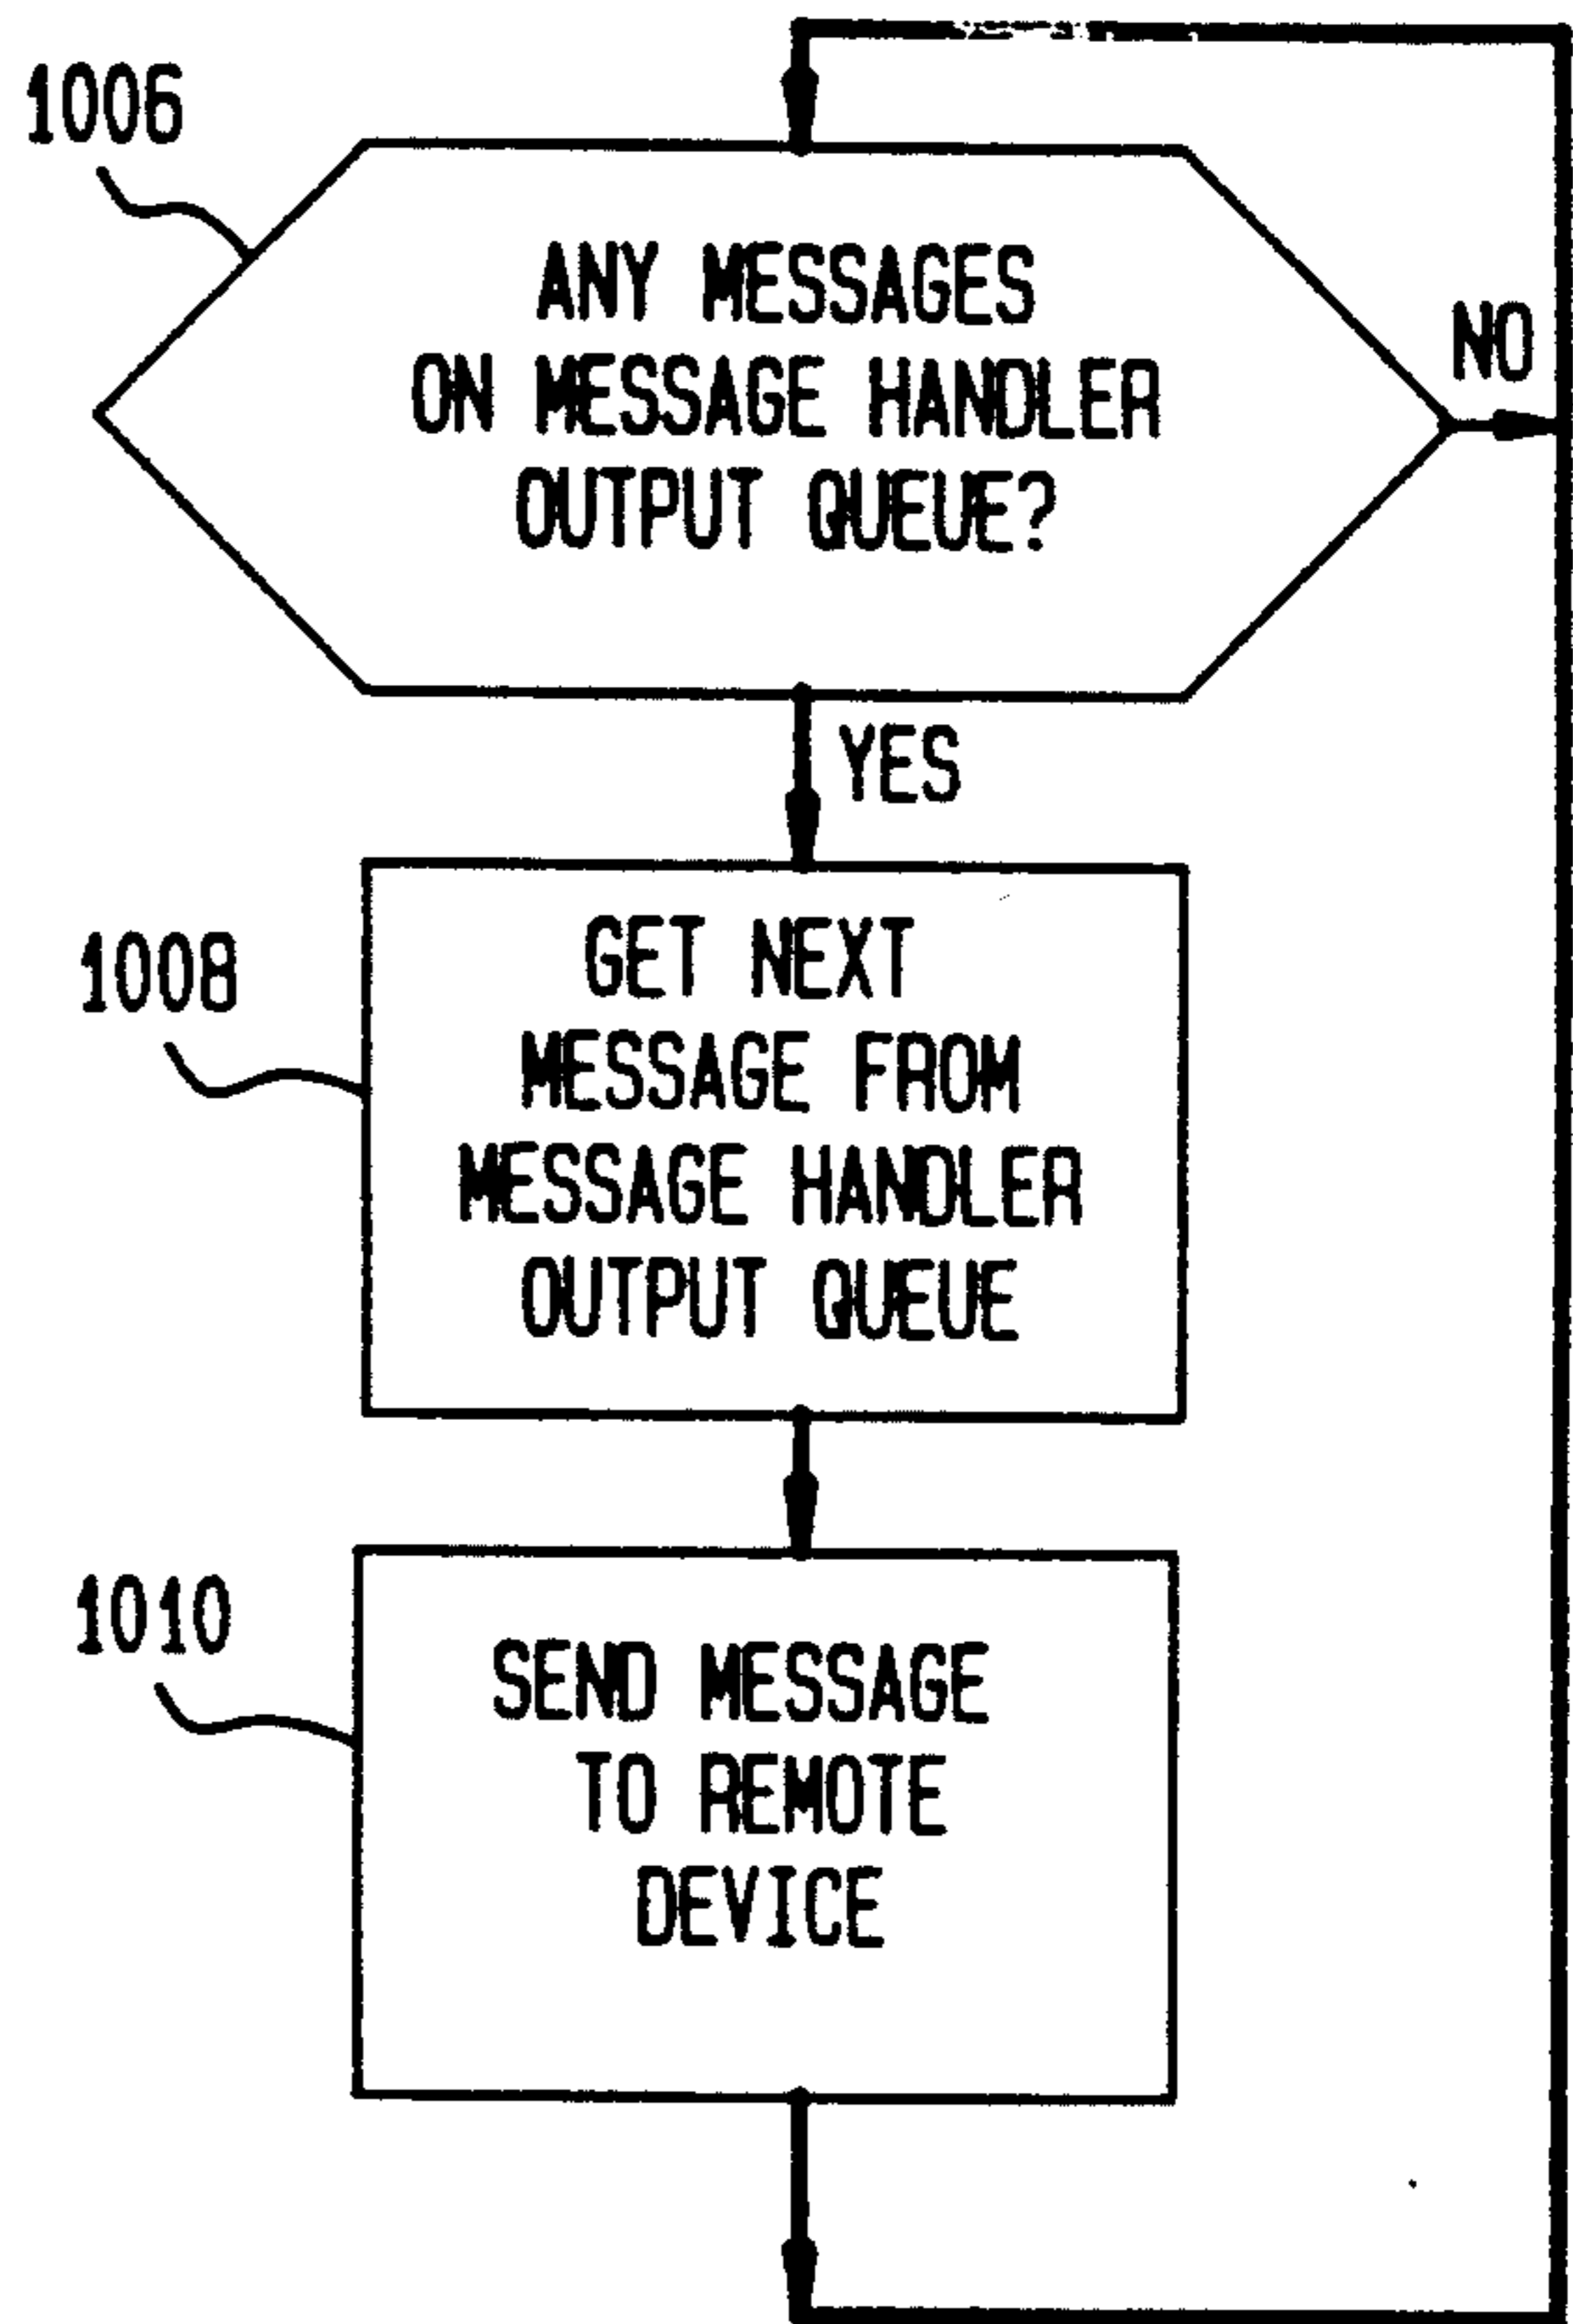 1006
ANY MESSAGES
ON MESSAGE HANDLER
OUTPUT QUEUE?
NO
YES
1008
GET NEXT
MESSAGE FROM
MESSAGE HANDLER
OUTPUT QUEUE
1010
SEND MESSAGE
TO REMOTE
DEVICE